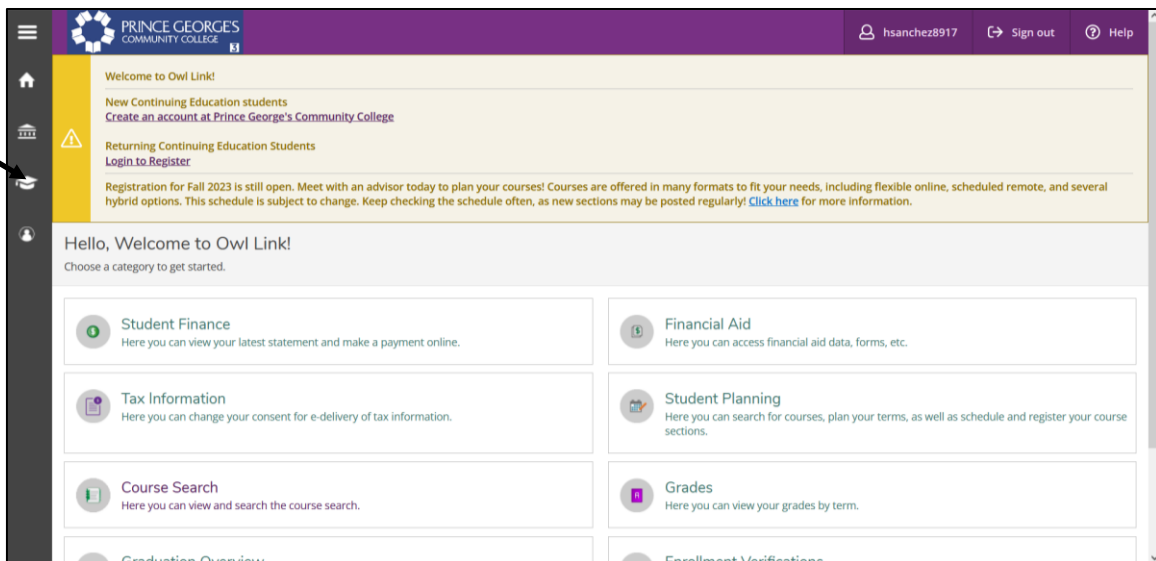 PRINCE GEORGE'S
COMMUNITY COLLEGE
hsanchez8917
Sign out
Help
Welcome to Owl Link!
New Continuing Education students
Create an account at Prince George's Community College
Returning Continuing Education Students
Login to Register
Registration for Fall 2023 is still open. Meet with an advisor today to plan your courses! Courses are offered in many formats to fit your needs, including flexible online, scheduled remote, and several
hybrid options. This schedule is subject to change. Keep checking the schedule often, as new sections may be posted regularly! Click here for more information.
Hello, Welcome to Owl Link!
Choose a category to get started.
Student Finance
Here you can view your latest statement and make a payment online.
Financial Aid
Here you can access financial aid data, forms, etc.
Tax Information
Here you can change your consent for e-delivery of tax information.
Student Planning
Here you can search for courses, plan your terms, as well as schedule and register your course
sections.
Course Search
Here you can view and search the course search.
Grades
Here you can view your grades by term.
Graduation Overview
Enrollment Verifications